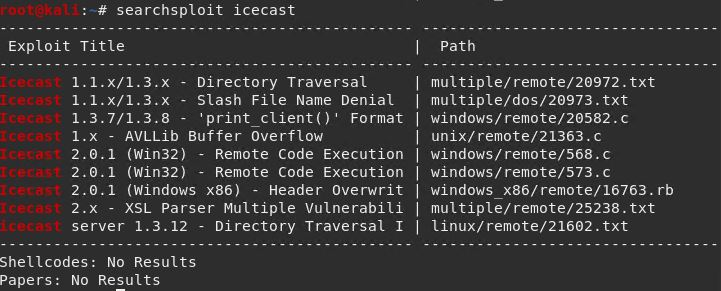 root@kali:~# searchsploit icecast
---------------------------------------------- ---------------------------------
 Exploit Title | Path
---------------------------------------------- ---------------------------------
Icecast 1.1.x/1.3.x - Directory Traversal | multiple/remote/20972.txt
Icecast 1.1.x/1.3.x - Slash File Name Denial | multiple/dos/20973.txt
Icecast 1.3.7/1.3.8 - 'print_client()' Format | windows/remote/20582.c
Icecast 1.x - AVLLib Buffer Overflow | unix/remote/21363.c
Icecast 2.0.1 (Win32) - Remote Code Execution | windows/remote/568.c
Icecast 2.0.1 (Win32) - Remote Code Execution | windows/remote/573.c
Icecast 2.0.1 (Windows x86) - Header Overwrit | windows_x86/remote/16763.rb
Icecast 2.x - XSL Parser Multiple Vulnerabili | multiple/remote/25238.txt
icecast server 1.3.12 - Directory Traversal I | linux/remote/21602.txt
---------------------------------------------- ---------------------------------
Shellcodes: No Results
Papers: No Results